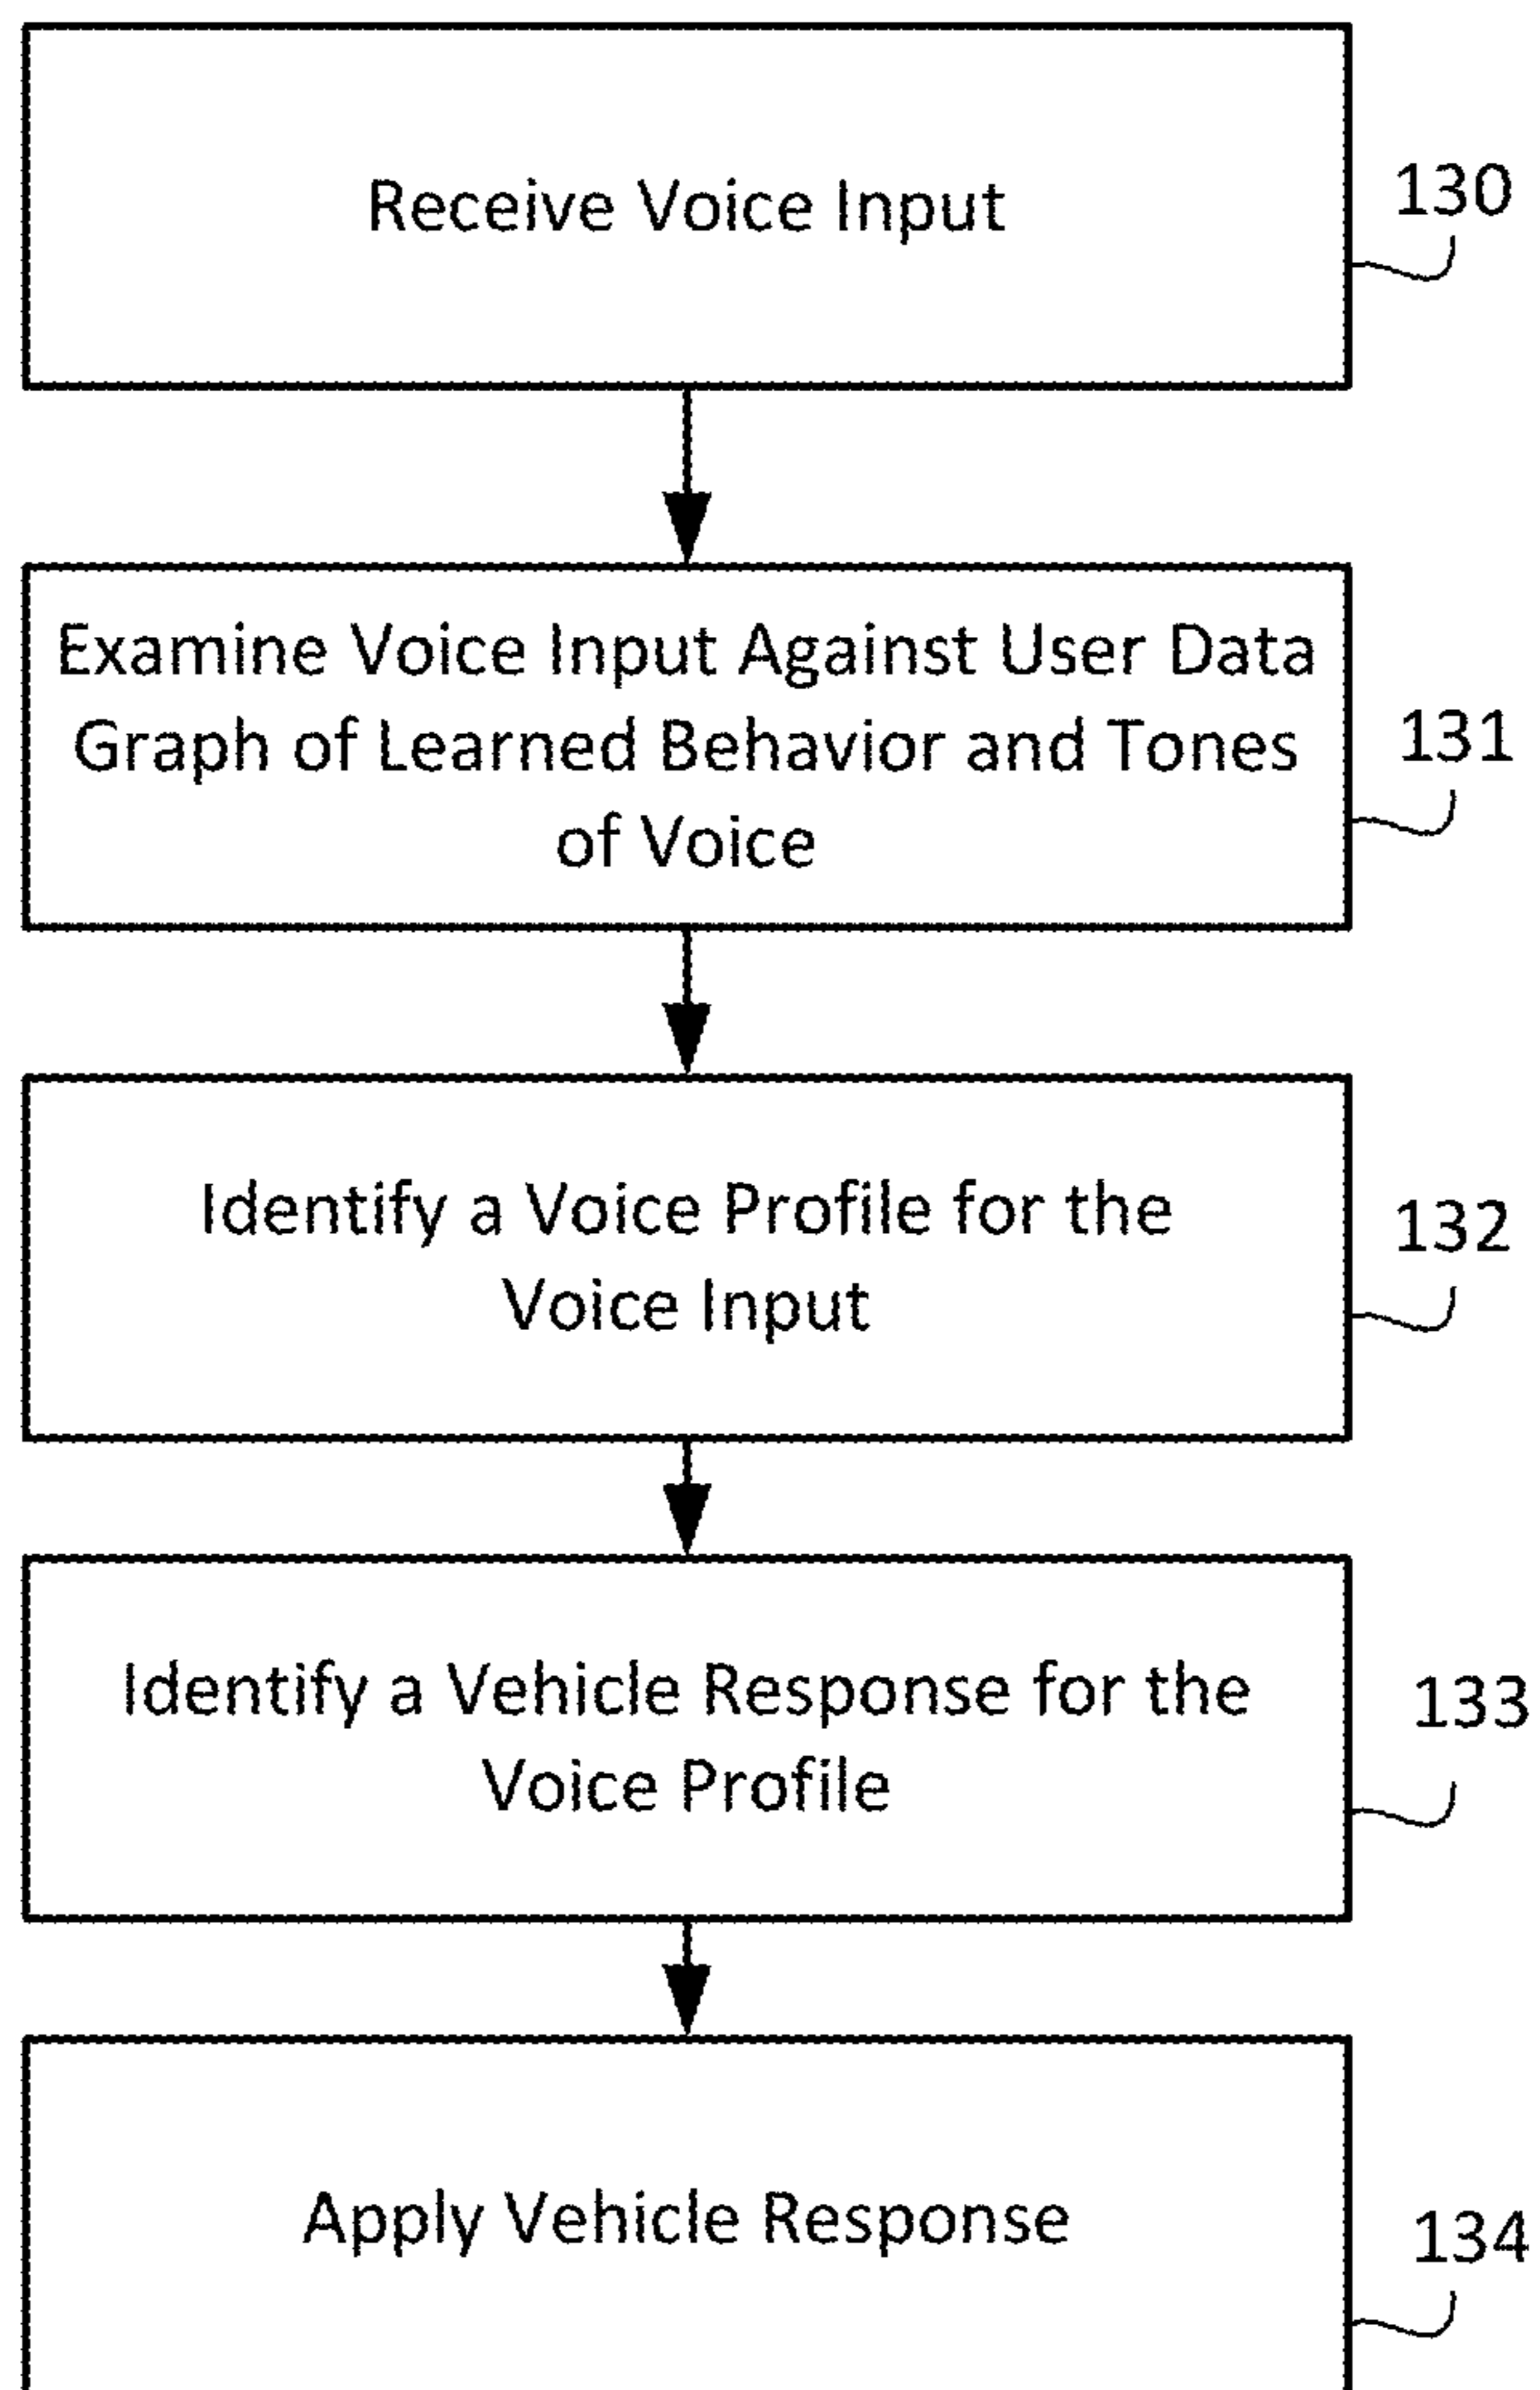 Receive Voice Input
130
Examine Voice Input Against User Data
Graph of Learned Behavior and Tones
of Voice
131
Identify a Voice Profile for the
Voice Input
132
Identify a Vehicle Response for the
Voice Profile
133
Apply Vehicle Response
134